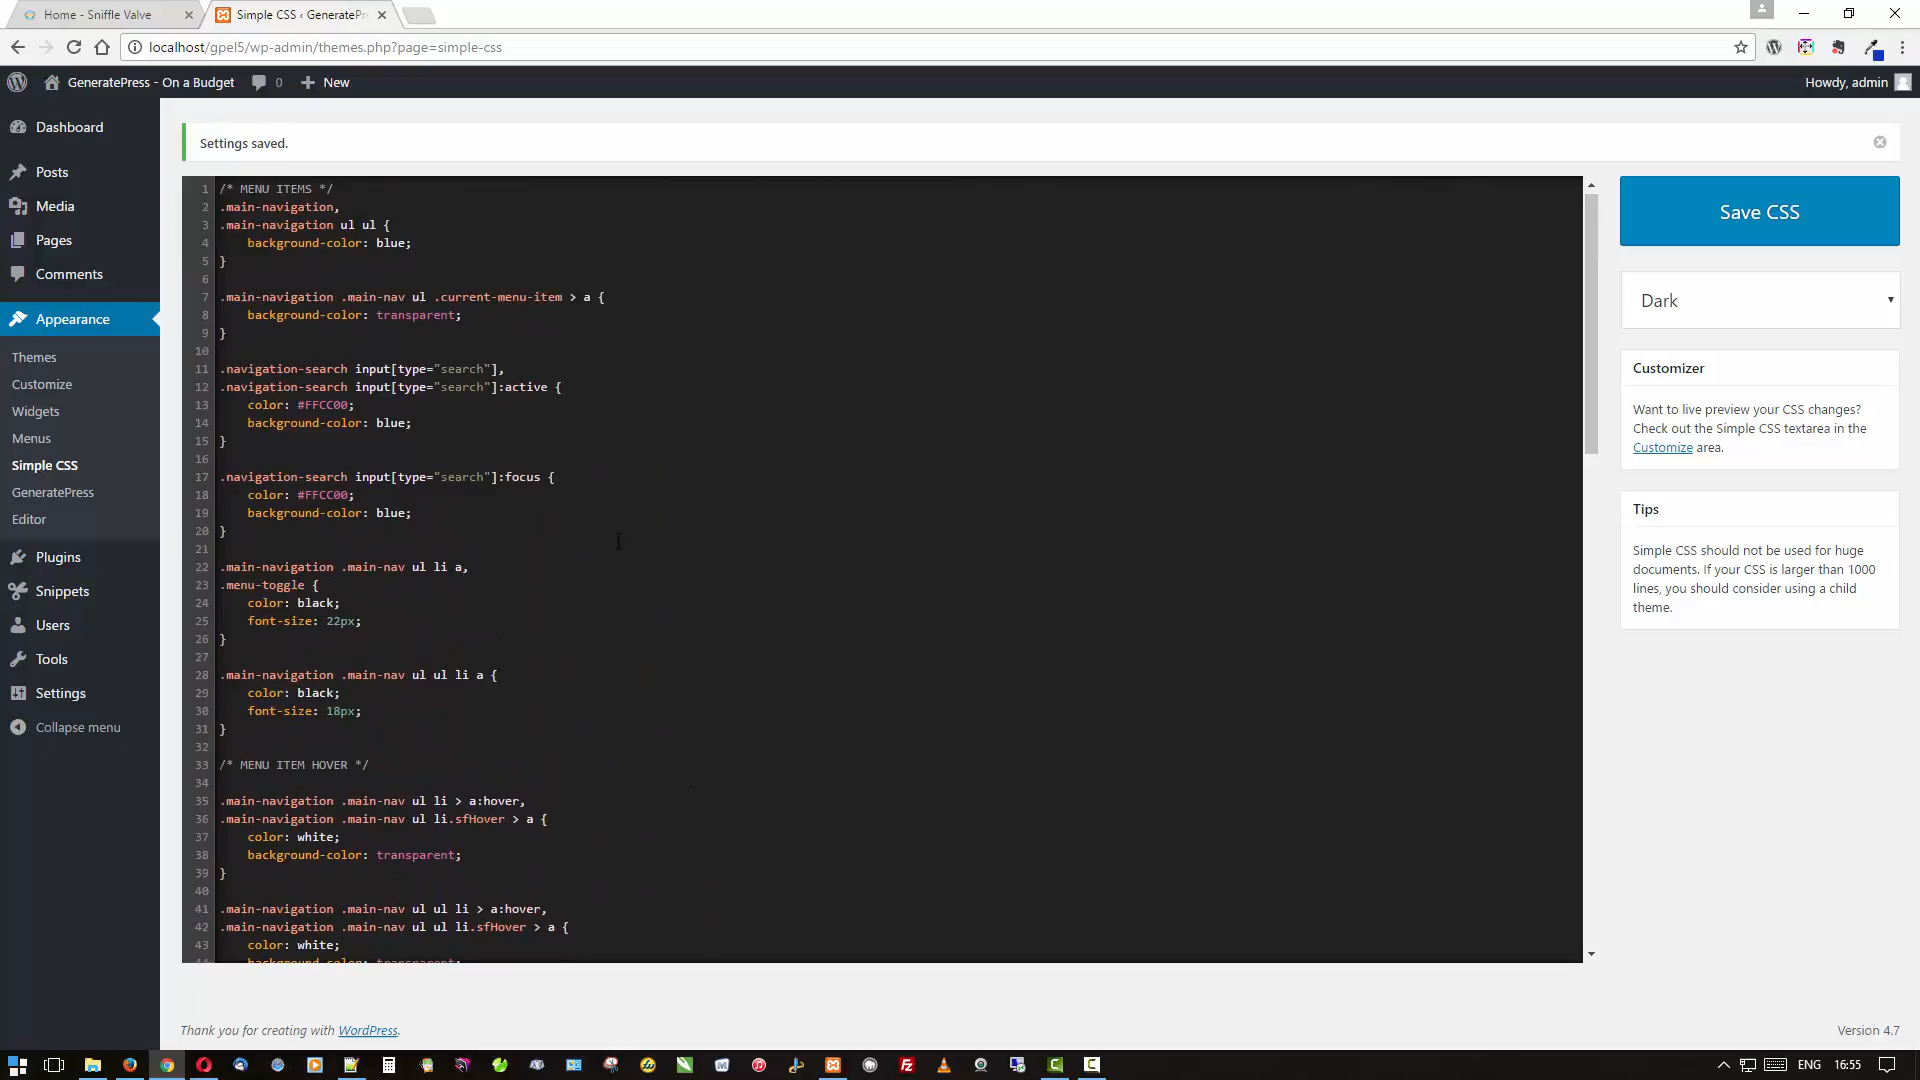 Home - Sniffle Valve
Simple CSS ‹ GeneratePre
localhost/gpel5/wp-admin/themes.php?page=simple-css
GeneratePress - On a Budget
0
New
Howdy, admin
Dashboard
Posts
Media
Pages
Comments
Appearance
Themes
Customize
Widgets
Menus
Simple CSS
GeneratePress
Editor
Plugins
Snippets
Users
Tools
Settings
Collapse menu
Settings saved.
1 /* MENU ITEMS */
2 .main-navigation,
3 .main-navigation ul ul {
4 background-color: blue;
5 }
6
7 .main-navigation .main-nav ul .current-menu-item > a {
8 background-color: transparent;
9 }
10
11 .navigation-search input[type="search"],
12 .navigation-search input[type="search"]:active {
13 color: #FFCC00;
14 background-color: blue;
15 }
16
17 .navigation-search input[type="search"]:focus {
18 color: #FFCC00;
19 background-color: blue;
20 }
21
22 .main-navigation .main-nav ul li a,
23 .menu-toggle {
24 color: black;
25 font-size: 22px;
26 }
27
28 .main-navigation .main-nav ul ul li a {
29 color: black;
30 font-size: 18px;
31 }
32
33 /* MENU ITEM HOVER */
34
35 .main-navigation .main-nav ul li > a:hover,
36 .main-navigation .main-nav ul li.sfHover > a {
37 color: white;
38 background-color: transparent;
39 }
40
41 .main-navigation .main-nav ul ul li > a:hover,
42 .main-navigation .main-nav ul ul li.sfHover > a {
43 color: white;
44 background-color: transparent;
Save CSS
Dark
Customizer
Want to live preview your CSS changes?
Check out the Simple CSS textarea in the
Customize area.
Tips
Simple CSS should not be used for huge
documents. If your CSS is larger than 1000
lines, you should consider using a child
theme.
Thank you for creating with WordPress.
Version 4.7
ENG
16:55